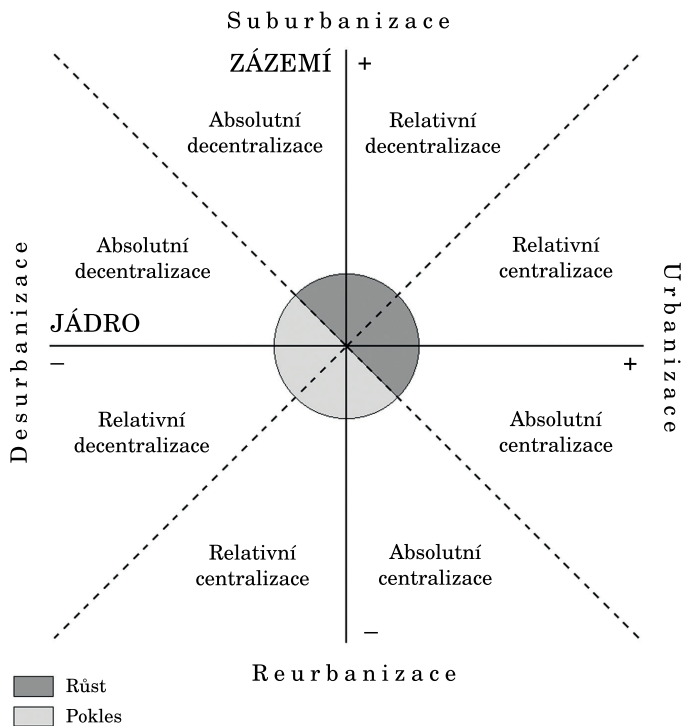 Suburbanizace
ZÁZEMÍ +
Absolutní
decentralizace
Relativní
decentralizace
Absolutní
decentralizace
Relativní
centralizace
Desurbanizace
Urbanizace
JÁDRO
– +
Relativní
decentralizace
Absolutní
centralizace
Relativní
centralizace
Absolutní
centralizace
–
Reurbanizace
Růst
Pokles